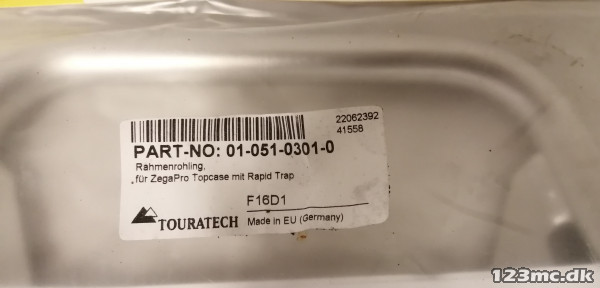 22062392
41558
PART-NO: 01-051-0301-0
Rahmenrohling,
für ZegaPro Topcase mit Rapid Trap
F16D1
TOURATECH
Made in EU (Germany)
123mc.dk